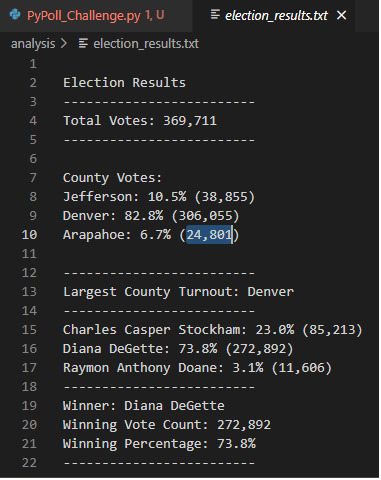 PyPoll_Challenge.py 1, U
election_results.txt
analysis > election_results.txt
1
2 Election Results
3 -------------------------
4 Total Votes: 369,711
5 -------------------------
6
7 County Votes:
8 Jefferson: 10.5% (38,855)
9 Denver: 82.8% (306,055)
10 Arapahoe: 6.7% (24,801)
11
12 -------------------------
13 Largest County Turnout: Denver
14 -------------------------
15 Charles Casper Stockham: 23.0% (85,213)
16 Diana DeGette: 73.8% (272,892)
17 Raymon Anthony Doane: 3.1% (11,606)
18 -------------------------
19 Winner: Diana DeGette
20 Winning Vote Count: 272,892
21 Winning Percentage: 73.8%
22 -------------------------